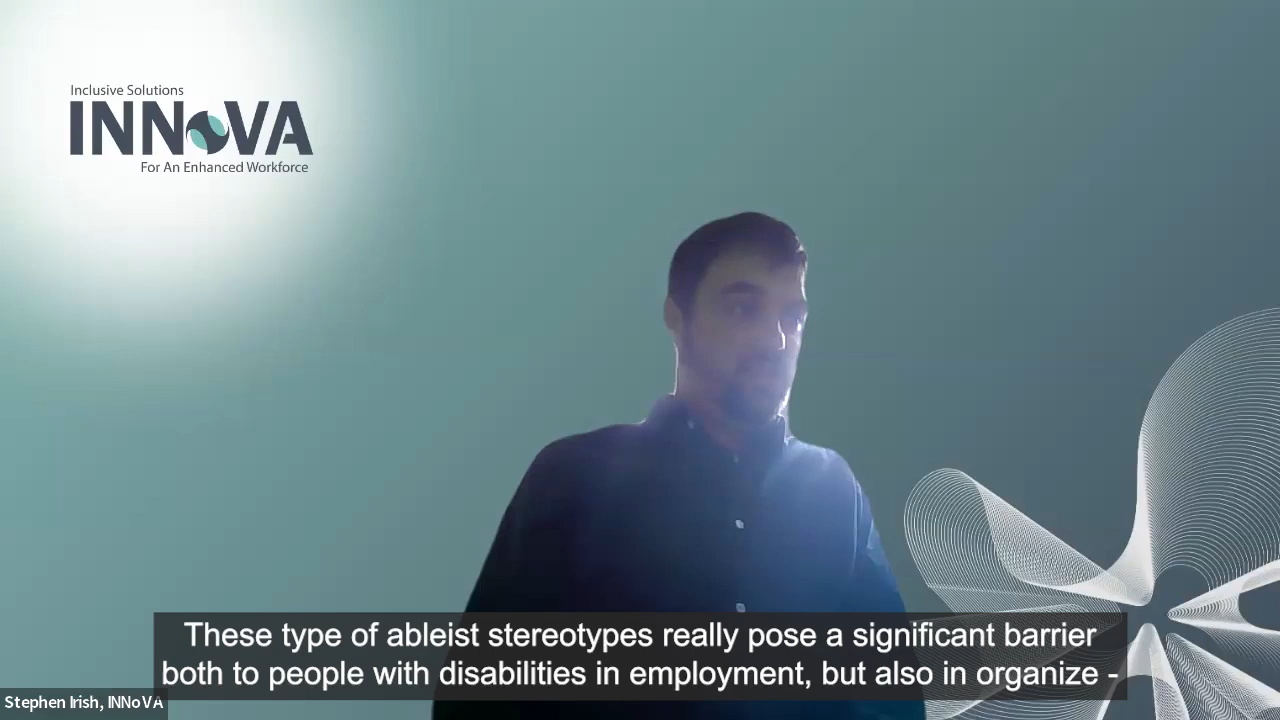 Inclusive Solutions
INNoVA
For An Enhanced Workforce
These type of ableist stereotypes really pose a significant barrier
both to people with disabilities in employment, but also in organize -
Stephen Irish, INNoVA